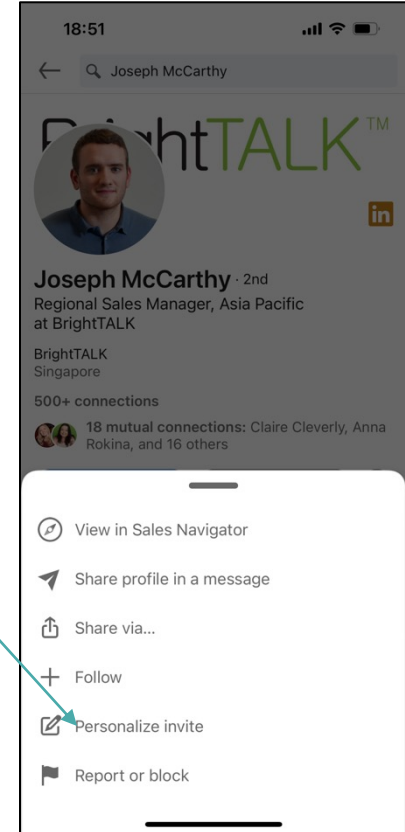 18:51
Joseph McCarthy
BrightTALK™
in
Joseph McCarthy · 2nd
Regional Sales Manager, Asia Pacific
at BrightTALK
BrightTALK
Singapore
500+ connections
18 mutual connections: Claire Cleverly, Anna
Rokina, and 16 others
View in Sales Navigator
Share profile in a message
Share via...
Follow
Personalize invite
Report or block